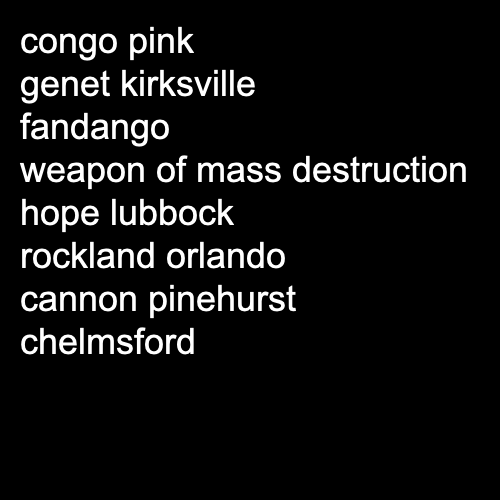 congo pink
genet kirksville
fandango
weapon of mass destruction
hope lubbock
rockland orlando
cannon pinehurst
chelmsford